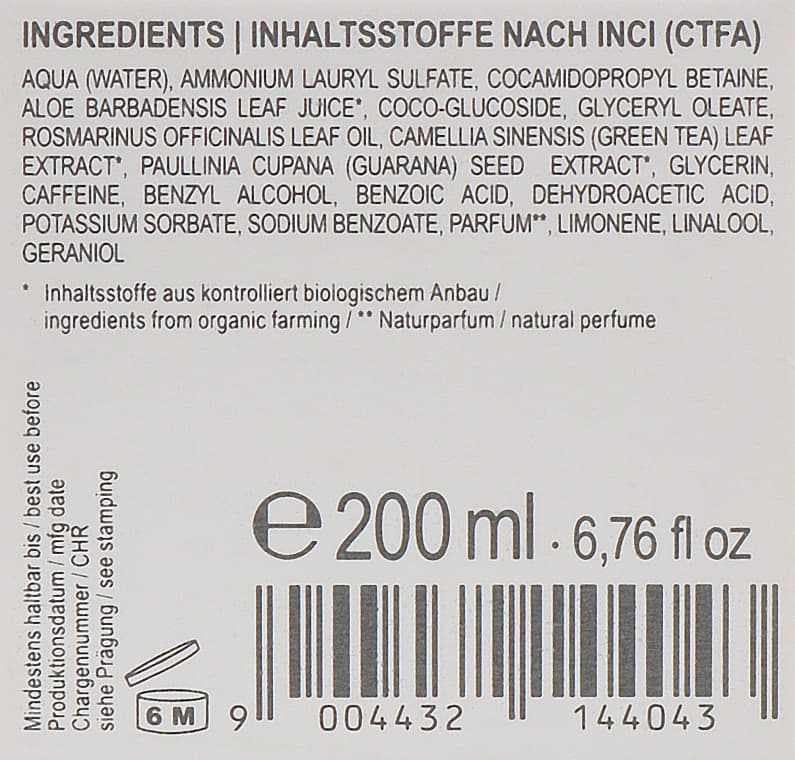 INGREDIENTS | INHALTSSTOFFE NACH INCI (CTFA)
AQUA (WATER), AMMONIUM LAURYL SULFATE, COCAMIDOPROPYL BETAINE,
ALOE BARBADENSIS LEAF JUICE*, COCO-GLUCOSIDE, GLYCERYL OLEATE,
ROSMARINUS OFFICINALIS LEAF OIL, CAMELLIA SINENSIS (GREEN TEA) LEAF
EXTRACT*, PAULLINIA CUPANA (GUARANA) SEED EXTRACT*, GLYCERIN,
CAFFEINE, BENZYL ALCOHOL, BENZOIC ACID, DEHYDROACETIC ACID,
POTASSIUM SORBATE, SODIUM BENZOATE, PARFUM**, LIMONENE, LINALOOL,
GERANIOL
* Inhaltsstoffe aus kontrolliert biologischem Anbau /
ingredients from organic farming / ** Naturparfum / natural perfume
Mindestens haltbar bis / best use before
Produktionsdatum / mfg date
Chargennummer / CHR
siehe Prägung / see stamping
6 M
e 200 ml · 6,76 fl oz
9 004432 144043